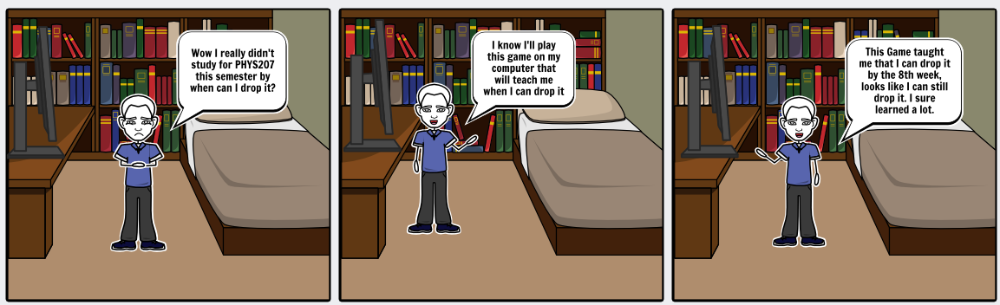 Wow I really didn't
study for PHYS207
this semester by
when can I drop it?
I know I'll play
this game on my
computer that
will teach me
when I can drop it
This Game taught
me that I can drop it
by the 8th week,
looks like I can still
drop it. I sure
learned a lot.